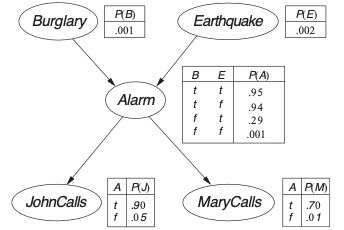 Burglary
P(B)
.001
Earthquake
P(E)
.002
Alarm
B E P(A)
t t .95
t f .94
f t .29
f f .001
JohnCalls
A P(J)
t .90
f .05
MaryCalls
A P(M)
t .70
f .01